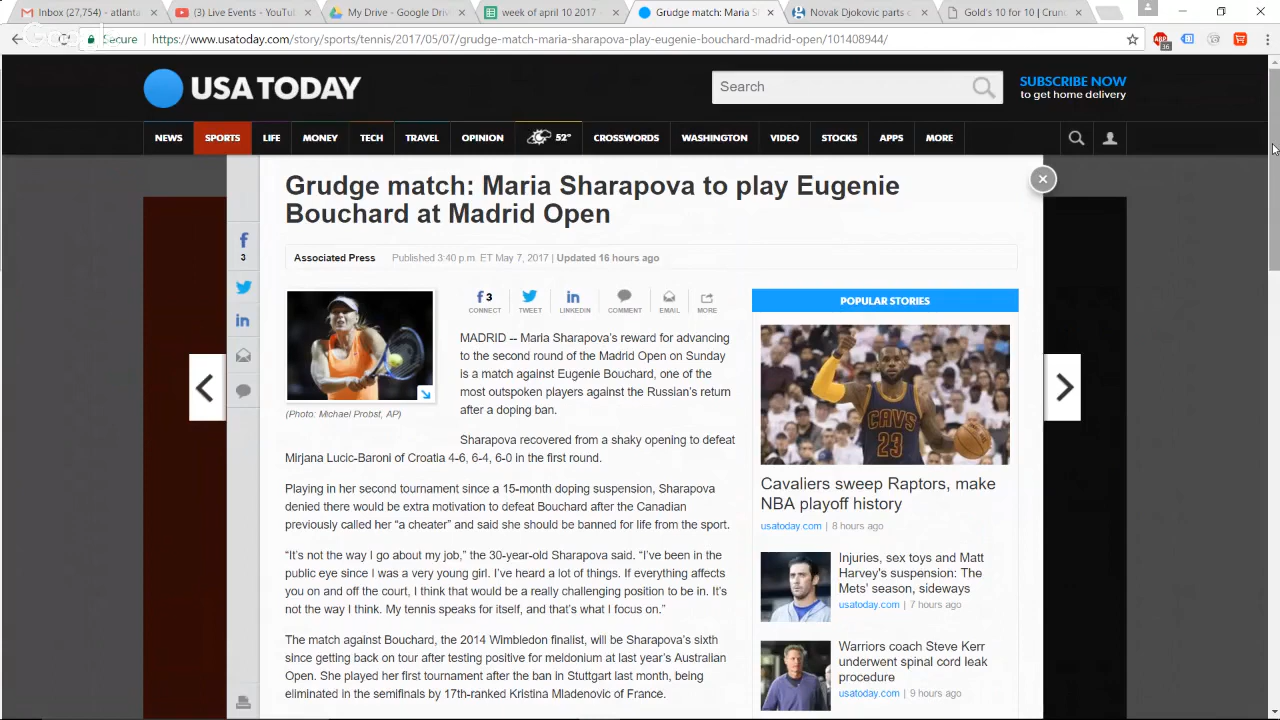 Inbox (27,754) - atlanta
(3) Live Events - YouT
My Drive - Google Driv
week of april 10 2017
Grudge match: Maria S
Novak Djokovic parts c
Gold's 10 for 10 | Crun
Secure https://www.usatoday.com/story/sports/tennis/2017/05/07/grudge-match-maria-sharapova-play-eugenie-bouchard-madrid-open/101408944/
36
USA TODAY
Search
SUBSCRIBE NOW
to get home delivery
NEWS SPORTS LIFE MONEY TECH TRAVEL OPINION 52° CROSSWORDS WASHINGTON VIDEO STOCKS APPS MORE
Grudge match: Maria Sharapova to play Eugenie
Bouchard at Madrid Open
Associated Press Published 3:40 p.m. ET May 7, 2017 | Updated 16 hours ago
3
3
CONNECT TWEET LINKEDIN COMMENT EMAIL MORE
(Photo: Michael Probst, AP)
MADRID -- Maria Sharapova's reward for advancing
to the second round of the Madrid Open on Sunday
is a match against Eugenie Bouchard, one of the
most outspoken players against the Russian's return
after a doping ban.
Sharapova recovered from a shaky opening to defeat
Mirjana Lucic-Baroni of Croatia 4-6, 6-4, 6-0 in the first round.
Playing in her second tournament since a 15-month doping suspension, Sharapova
denied there would be extra motivation to defeat Bouchard after the Canadian
previously called her “a cheater” and said she should be banned for life from the sport.
“It's not the way I go about my job,” the 30-year-old Sharapova said. “I've been in the
public eye since I was a very young girl. I've heard a lot of things. If everything affects
you on and off the court, I think that would be a really challenging position to be in. It's
not the way I think. My tennis speaks for itself, and that's what I focus on.”
The match against Bouchard, the 2014 Wimbledon finalist, will be Sharapova's sixth
since getting back on tour after testing positive for meldonium at last year's Australian
Open. She played her first tournament after the ban in Stuttgart last month, being
eliminated in the semifinals by 17th-ranked Kristina Mladenovic of France.
POPULAR STORIES
CAVS
23
Cavaliers sweep Raptors, make
NBA playoff history
usatoday.com | 8 hours ago
Injuries, sex toys and Matt
Harvey's suspension: The
Mets' season, sideways
usatoday.com | 7 hours ago
Warriors coach Steve Kerr
underwent spinal cord leak
procedure
usatoday.com | 9 hours ago